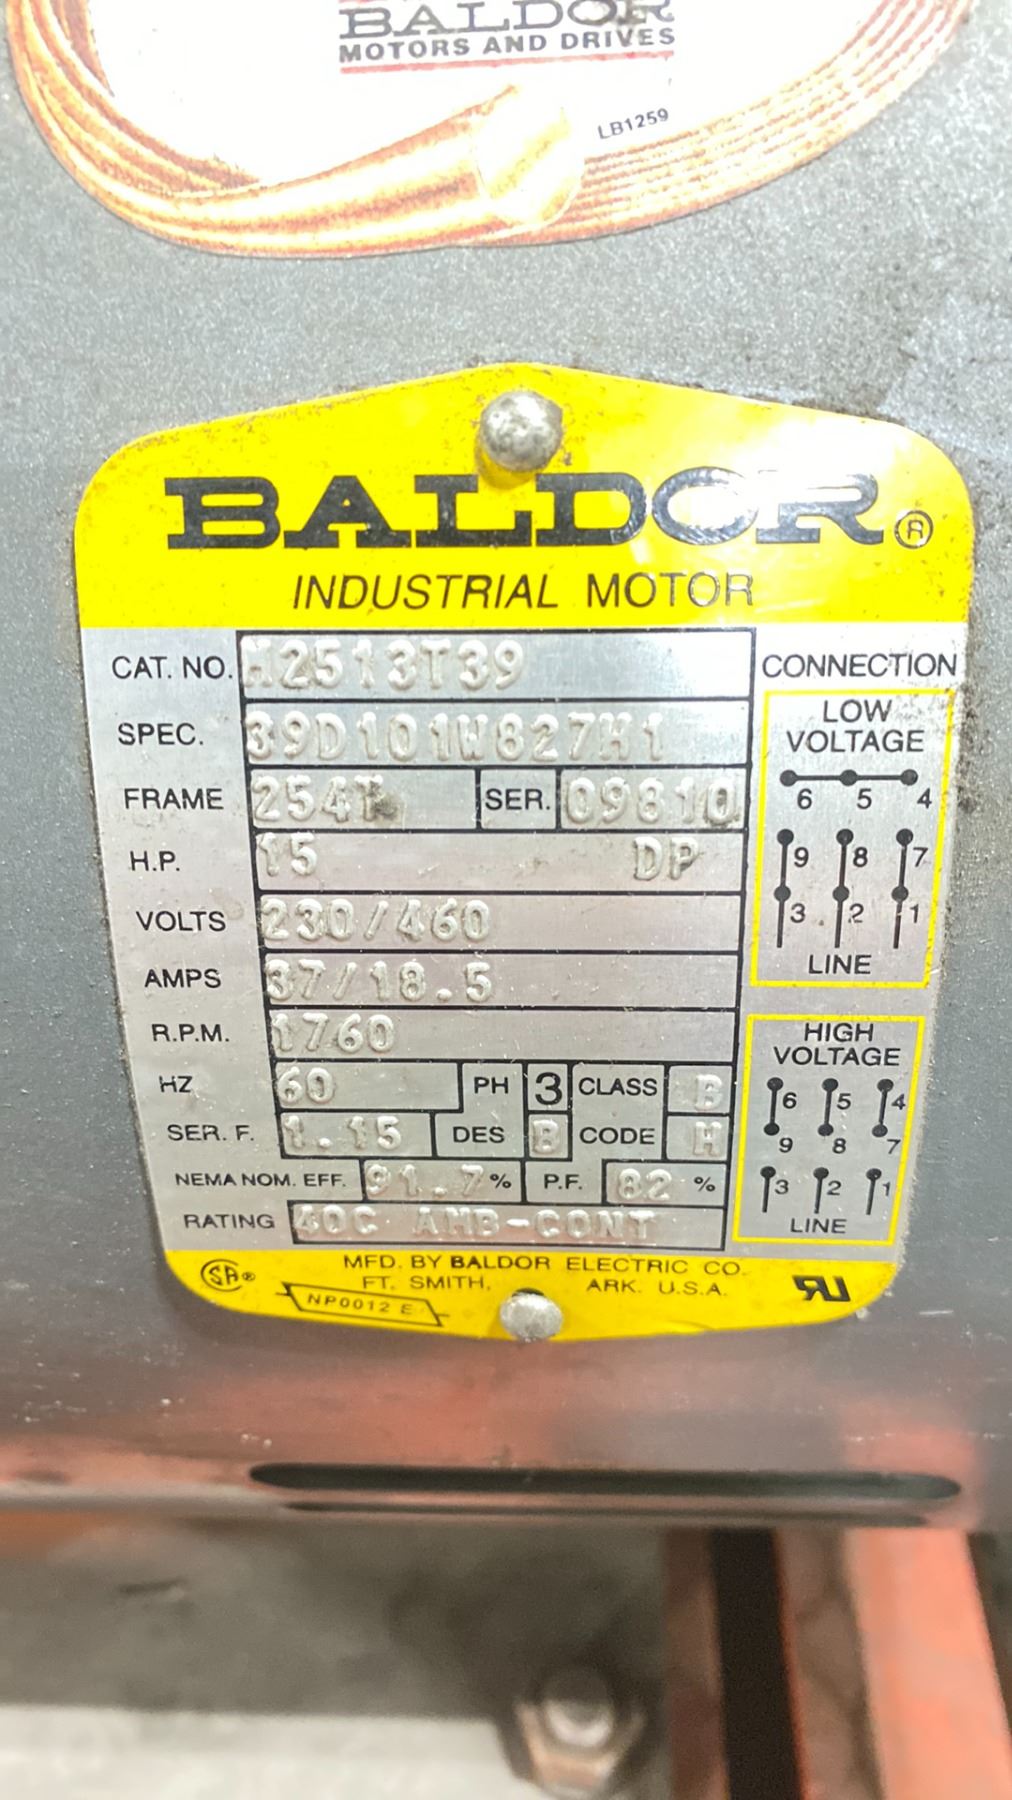 BALDOR
MOTORS AND DRIVES
LB1259
BALDOR®
INDUSTRIAL MOTOR
CAT. NO. H2513T39
SPEC. 39D101W827H1
FRAME 254T SER. 09810
H.P. 15 DP
VOLTS 230/460
AMPS 37/18.5
R.P.M. 1760
HZ 60 PH 3 CLASS B
SER. F. 1.15 DES B CODE H
NEMA NOM. EFF. 91.7 % P.F. 82 %
RATING 40C AMB-CONT
CONNECTION
LOW
VOLTAGE
6 5 4
9 8 7
3 2 1
LINE
HIGH
VOLTAGE
6 5 4
9 8 7
3 2 1
LINE
SA®
MFD. BY BALDOR ELECTRIC CO.
FT. SMITH, ARK. U.S.A.
NP0012 E
RU